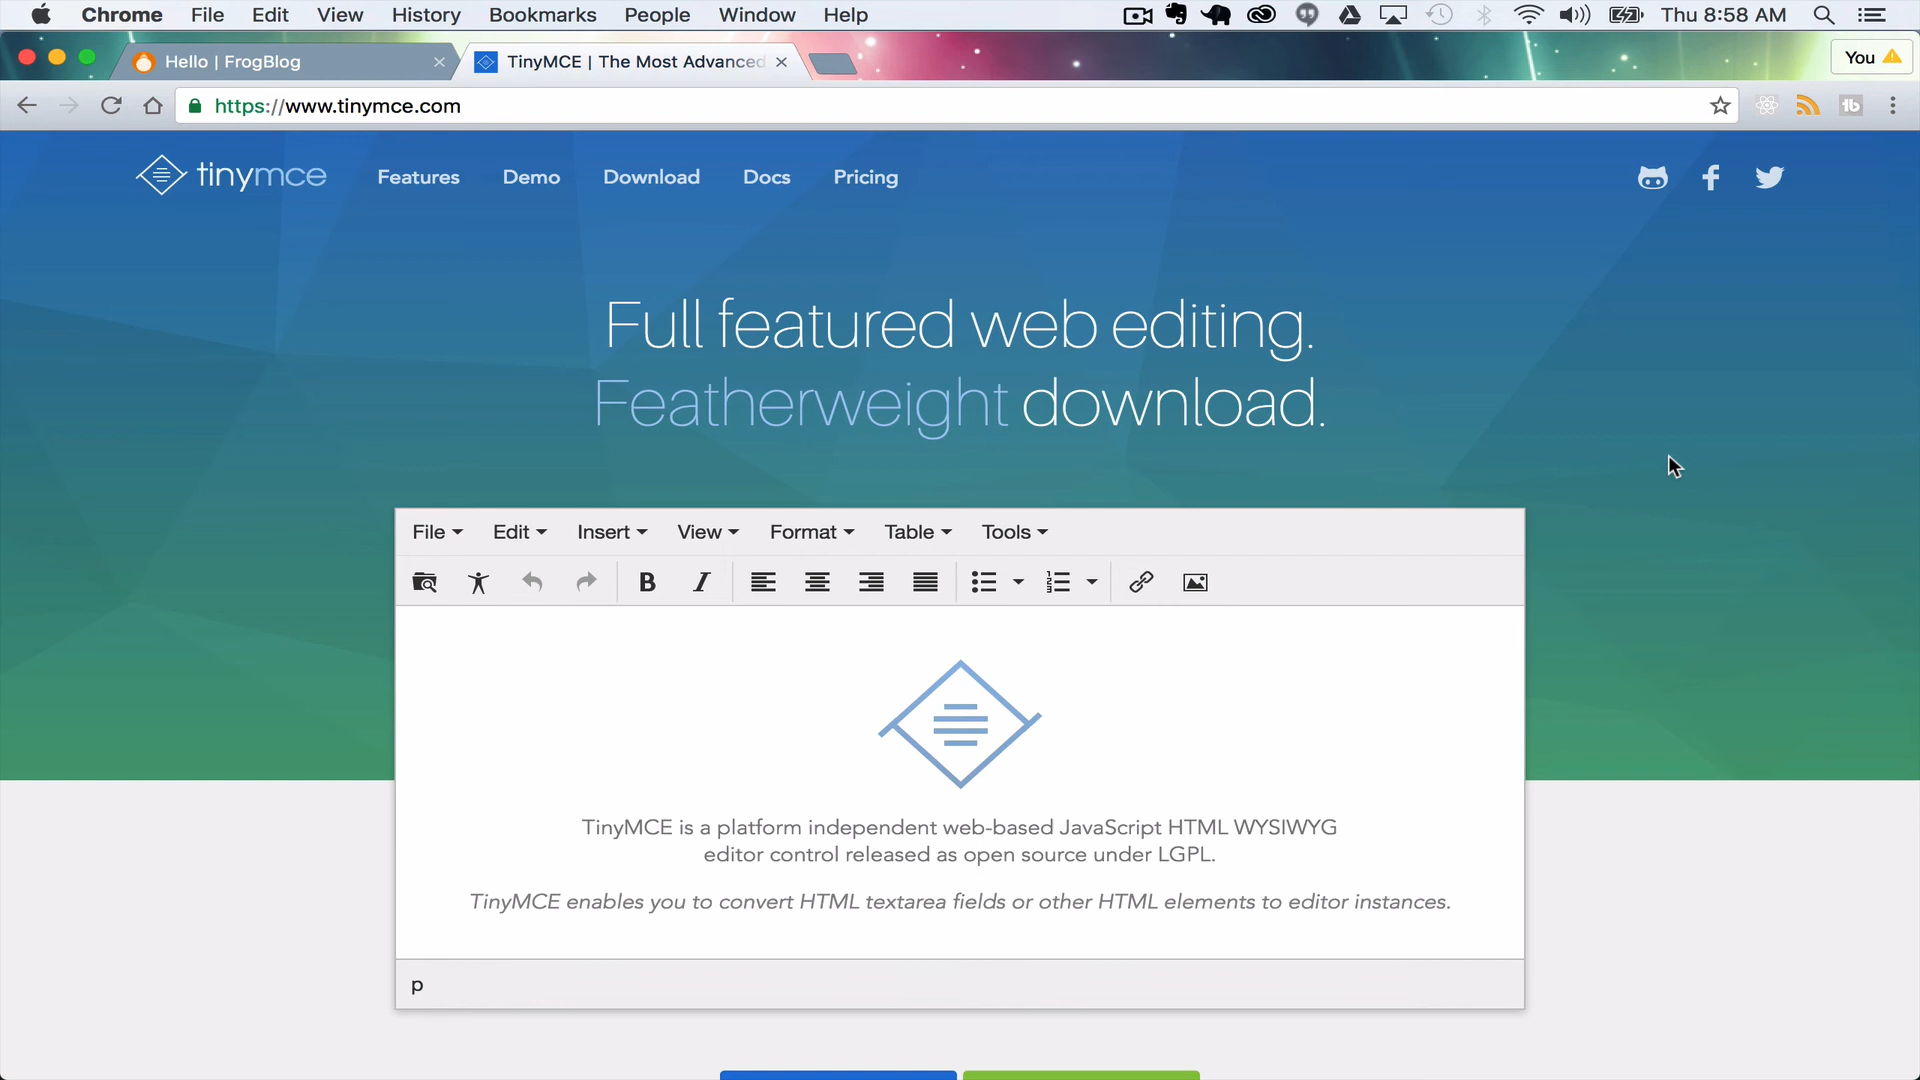 Chrome File Edit View History Bookmarks People Window Help Thu 8:58 AM
Hello | FrogBlog TinyMCE | The Most Advanced You
https://www.tinymce.com
tinymce Features Demo Download Docs Pricing
Full featured web editing.
Featherweight download.
File Edit Insert View Format Table Tools
TinyMCE is a platform independent web-based JavaScript HTML WYSIWYG
editor control released as open source under LGPL.
TinyMCE enables you to convert HTML textarea fields or other HTML elements to editor instances.
p